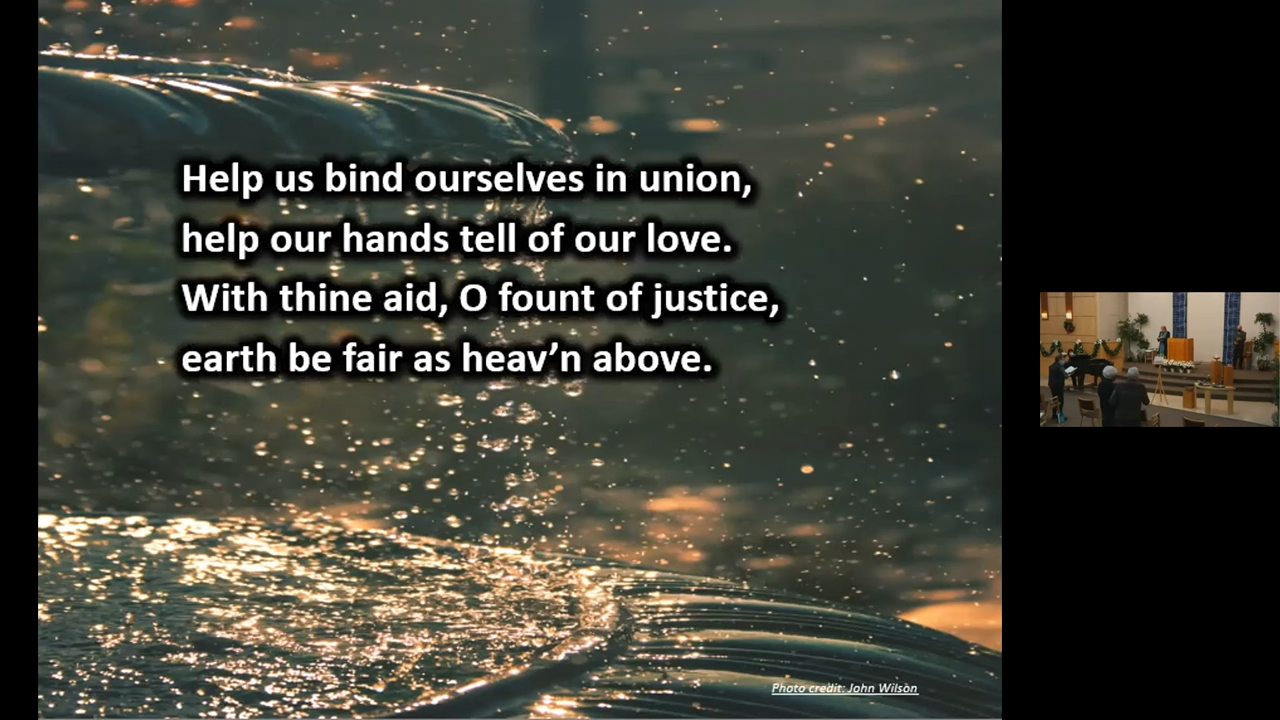 Help us bind ourselves in union,
help our hands tell of our love.
With thine aid, O fount of justice,
earth be fair as heav’n above.
Photo credit: John Wilson